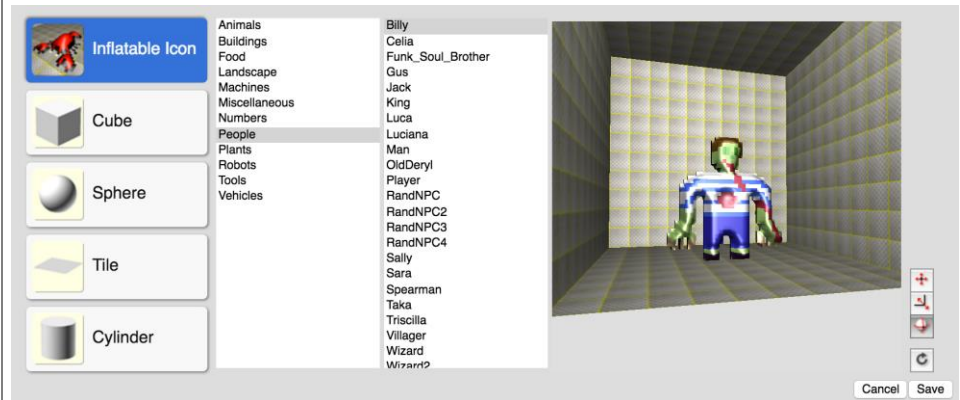 Inflatable Icon
Cube
Sphere
Tile
Cylinder
Animals
Buildings
Food
Landscape
Machines
Miscellaneous
Numbers
People
Plants
Robots
Tools
Vehicles
Billy
Celia
Funk_Soul_Brother
Gus
Jack
King
Luca
Luciana
Man
OldDeryl
Player
RandNPC
RandNPC2
RandNPC3
RandNPC4
Sally
Sara
Spearman
Taka
Triscilla
Villager
Wizard
Wizard2
Cancel
Save